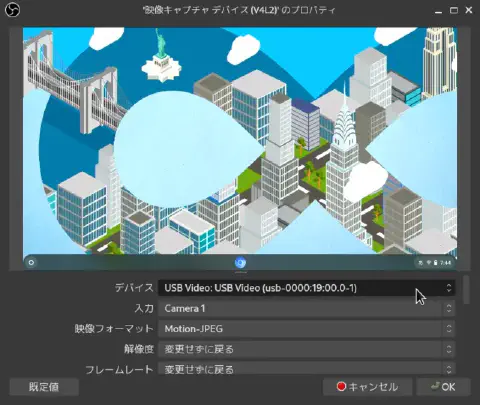 '映像キャプチャ デバイス (V4L2)' のプロパティ
7:44
デバイス USB Video: USB Video (usb-0000:19:00.0-1)
入力 Camera 1
映像フォーマット Motion-JPEG
解像度 変更せずに戻る
フレームレート 変更せずに戻る
既定値 キャンセル OK